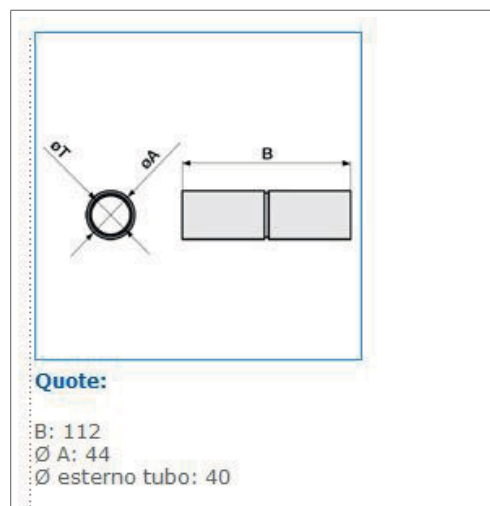 øT
øA
B
Quote:
B: 112
Ø A: 44
Ø esterno tubo: 40